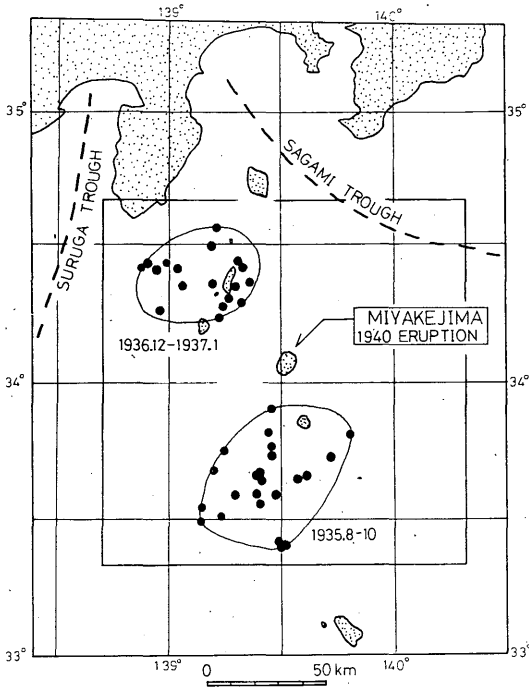 139° 140°
35° 35°
SURUGA TROUGH
SAGAMI TROUGH
MIYAKEJIMA
1940 ERUPTION
1936.12-1937.1
34° 34°
1935.8-10
33° 33°
139° 140°
0 50 km